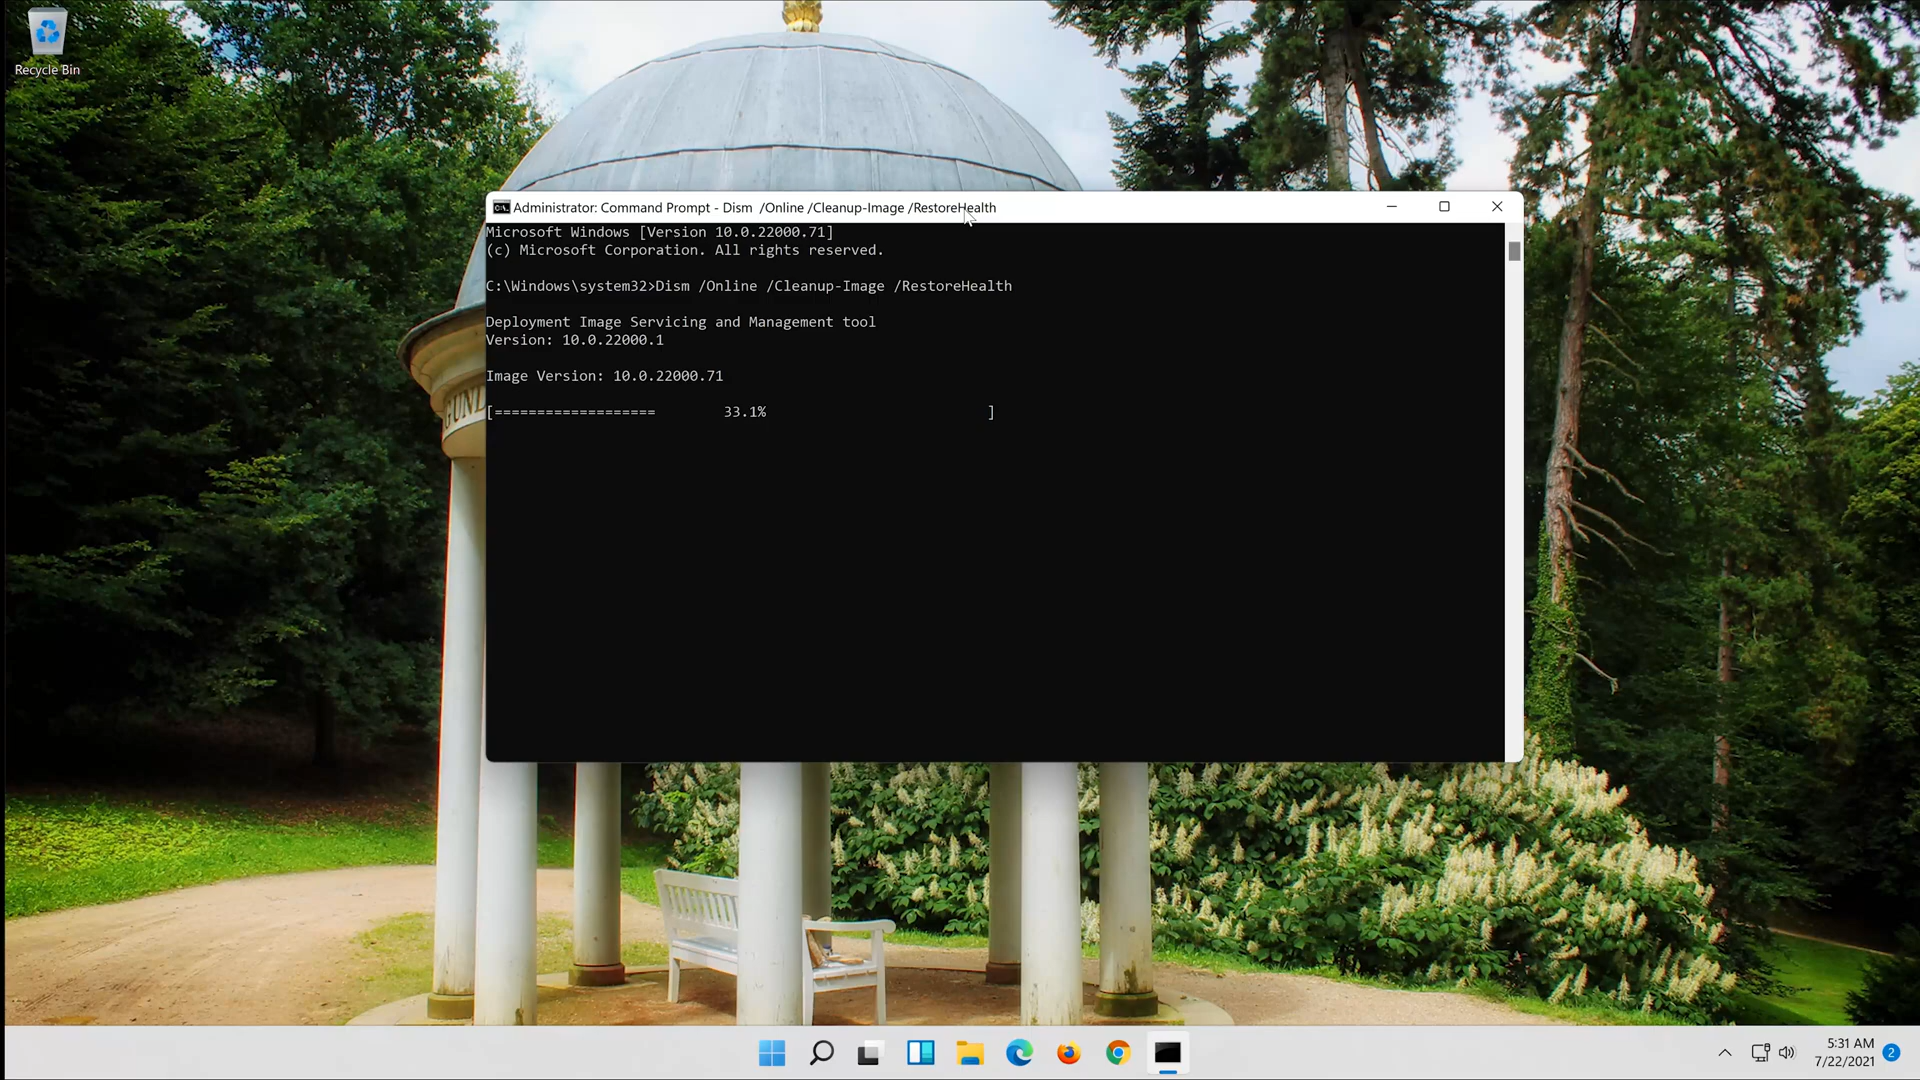 Recycle Bin
Administrator: Command Prompt - Dism  /Online /Cleanup-Image /RestoreHealth
Microsoft Windows [Version 10.0.22000.71]
(c) Microsoft Corporation. All rights reserved.
C:\Windows\system32>Dism /Online /Cleanup-Image /RestoreHealth
Deployment Image Servicing and Management tool
Version: 10.0.22000.1
Image Version: 10.0.22000.71
[===================        33.1%                          ]
GUND
5:31 AM
7/22/2021
2